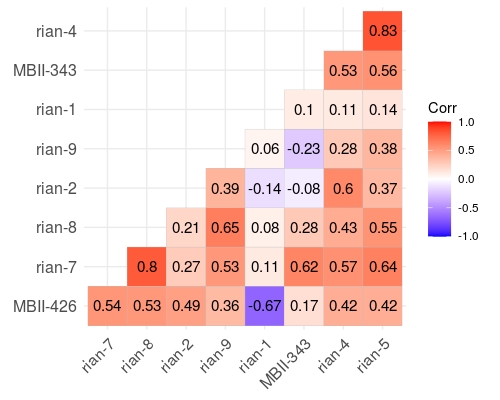 rian-4 0.83
MBII-343 0.53 0.56
rian-1 0.1 0.11 0.14
rian-9 0.06 -0.23 0.28 0.38
rian-2 0.39 -0.14 -0.08 0.6 0.37
rian-8 0.21 0.65 0.08 0.28 0.43 0.55
rian-7 0.8 0.27 0.53 0.11 0.62 0.57 0.64
MBII-426 0.54 0.53 0.49 0.36 -0.67 0.17 0.42 0.42
rian-7 rian-8 rian-2 rian-9 rian-1 MBII-343 rian-4 rian-5
Corr
1.0
0.5
0.0
-0.5
-1.0